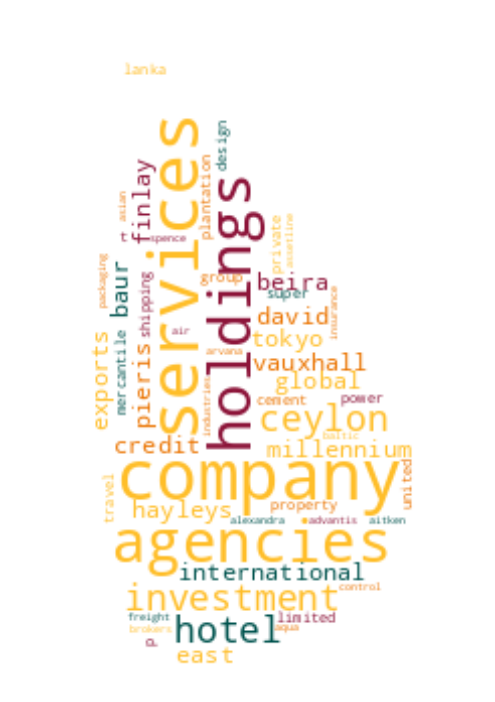 lanka
services
design
holdings
finlay
plantation
asian
r
spence
private
assetline
packaging
baur
shipping
group
beira
super
insurance
mercantile
air
david
tokyo
exports
pieris
arvana
vauxhall
global
industries
cement
power
ceylon
baltic
credit
millennium
company
united
travel
hayleys
property
alexandra
advantis
aitken
agencies
international
investment
control
freight
limited
brokers
hotel
aqua
p
east